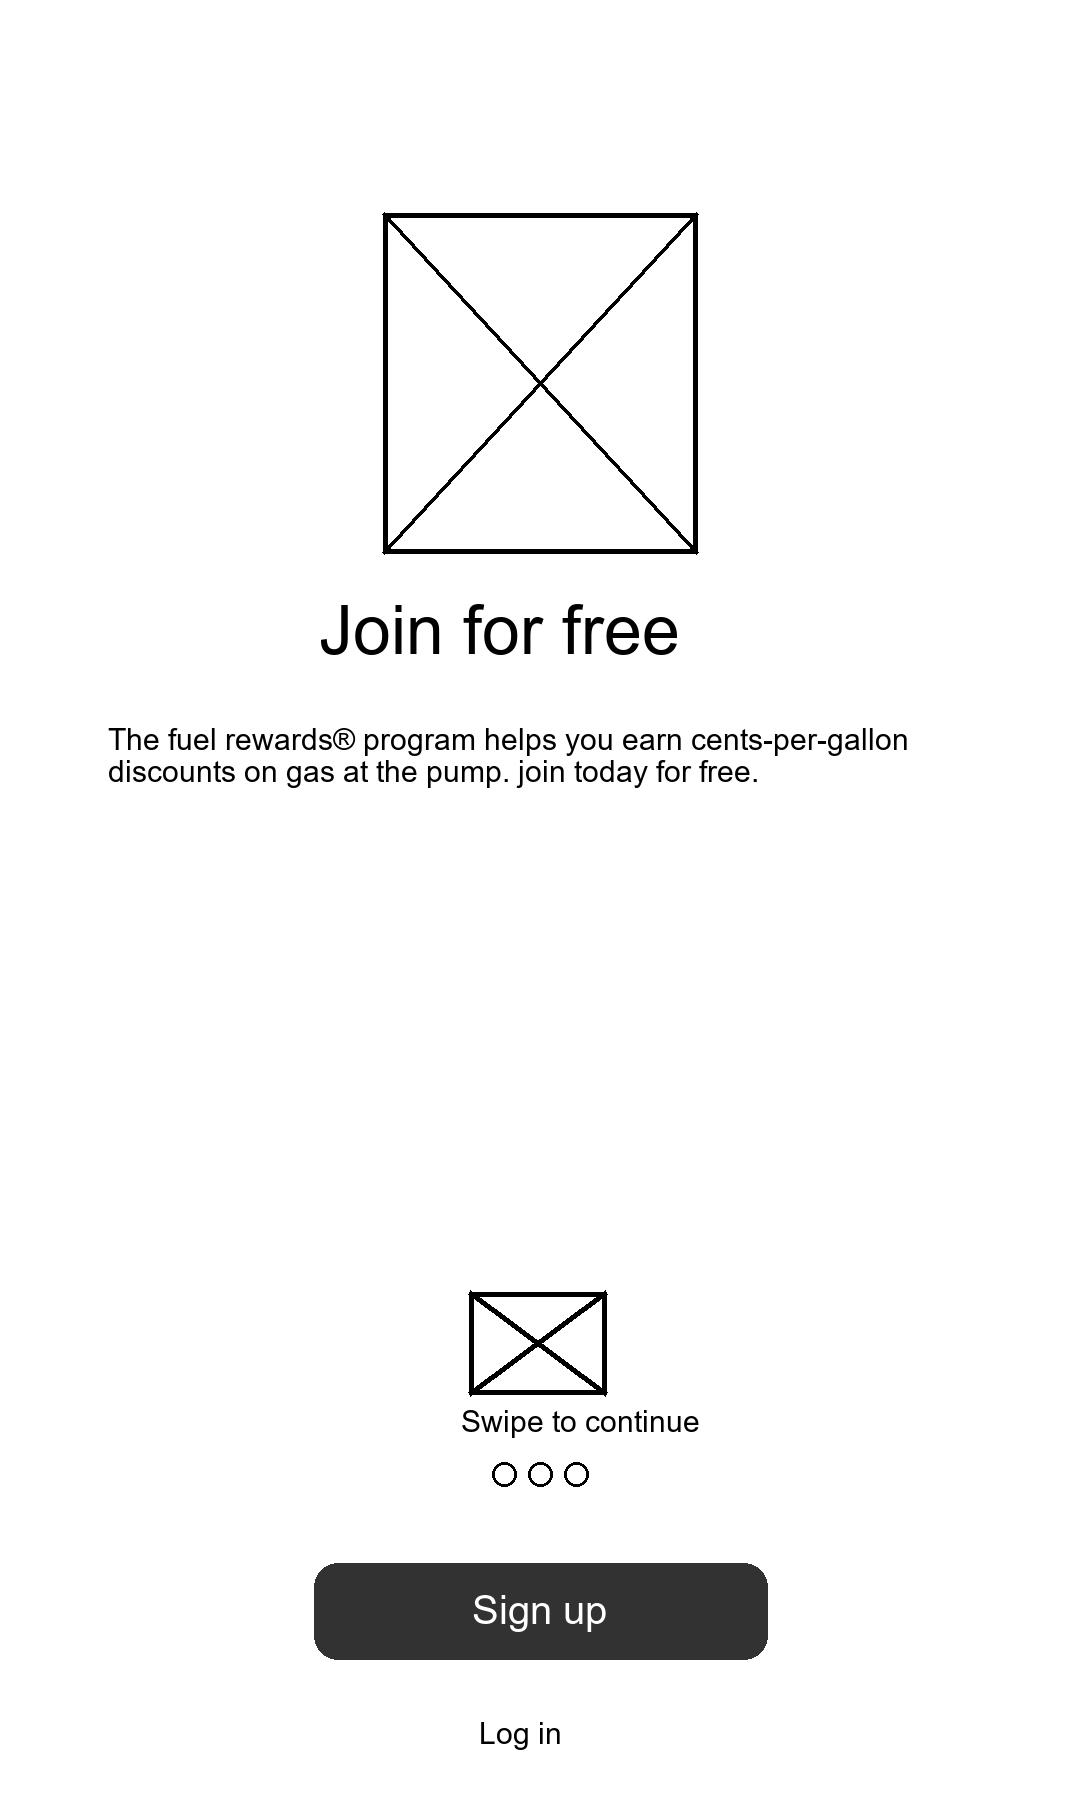 Join for free
The fuel rewards® program helps you earn cents-per-gallon
discounts on gas at the pump. join today for free.
Swipe to continue
Sign up
Log in